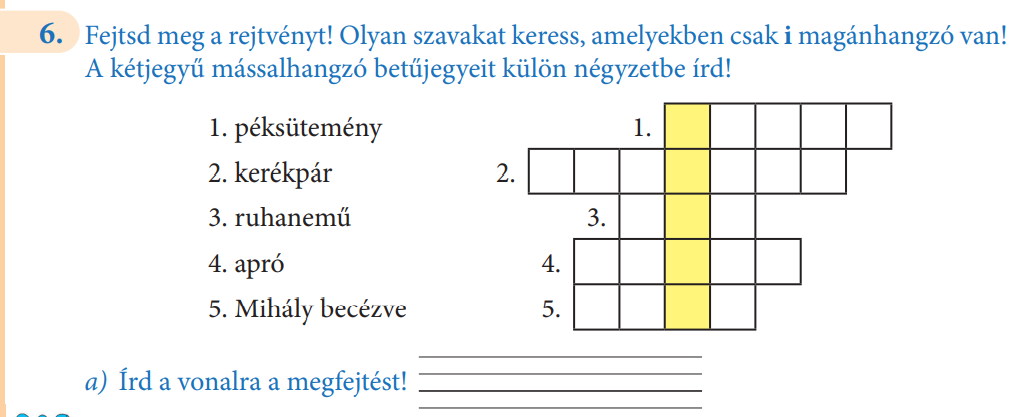 6. Fejtsd meg a rejtvényt! Olyan szavakat keress, amelyekben csak i magánhangzó van!
A kétjegyű mássalhangzó betűjegyeit külön négyzetbe írd!
1. péksütemény 1.
2. kerékpár 2.
3. ruhanemű 3.
4. apró 4.
5. Mihály becézve 5.
a) Írd a vonalra a megfejtést!